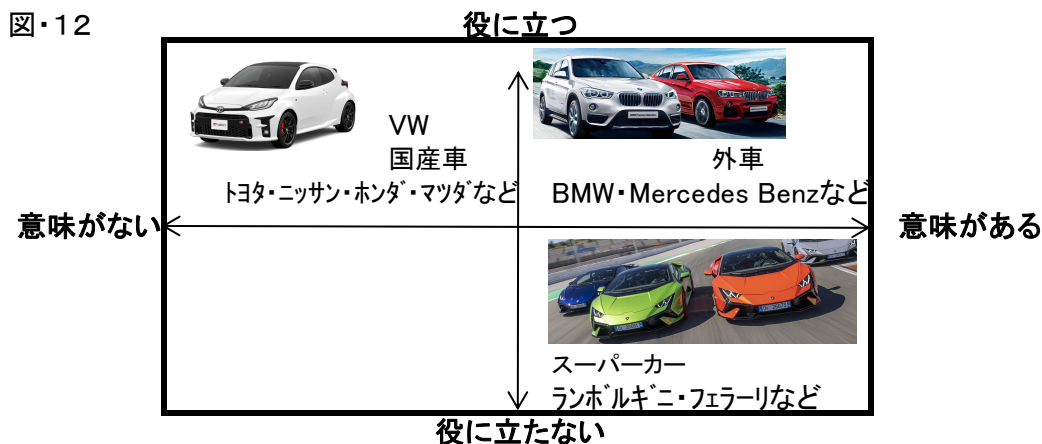 図・12
役に立つ
VW
国産車
トヨタ・ニッサン・ホンダ・マツダなど
外車
BMW・Mercedes Benzなど
意味がない
意味がある
スーパーカー
ランボルギーニ・フェラーリなど
役に立たない